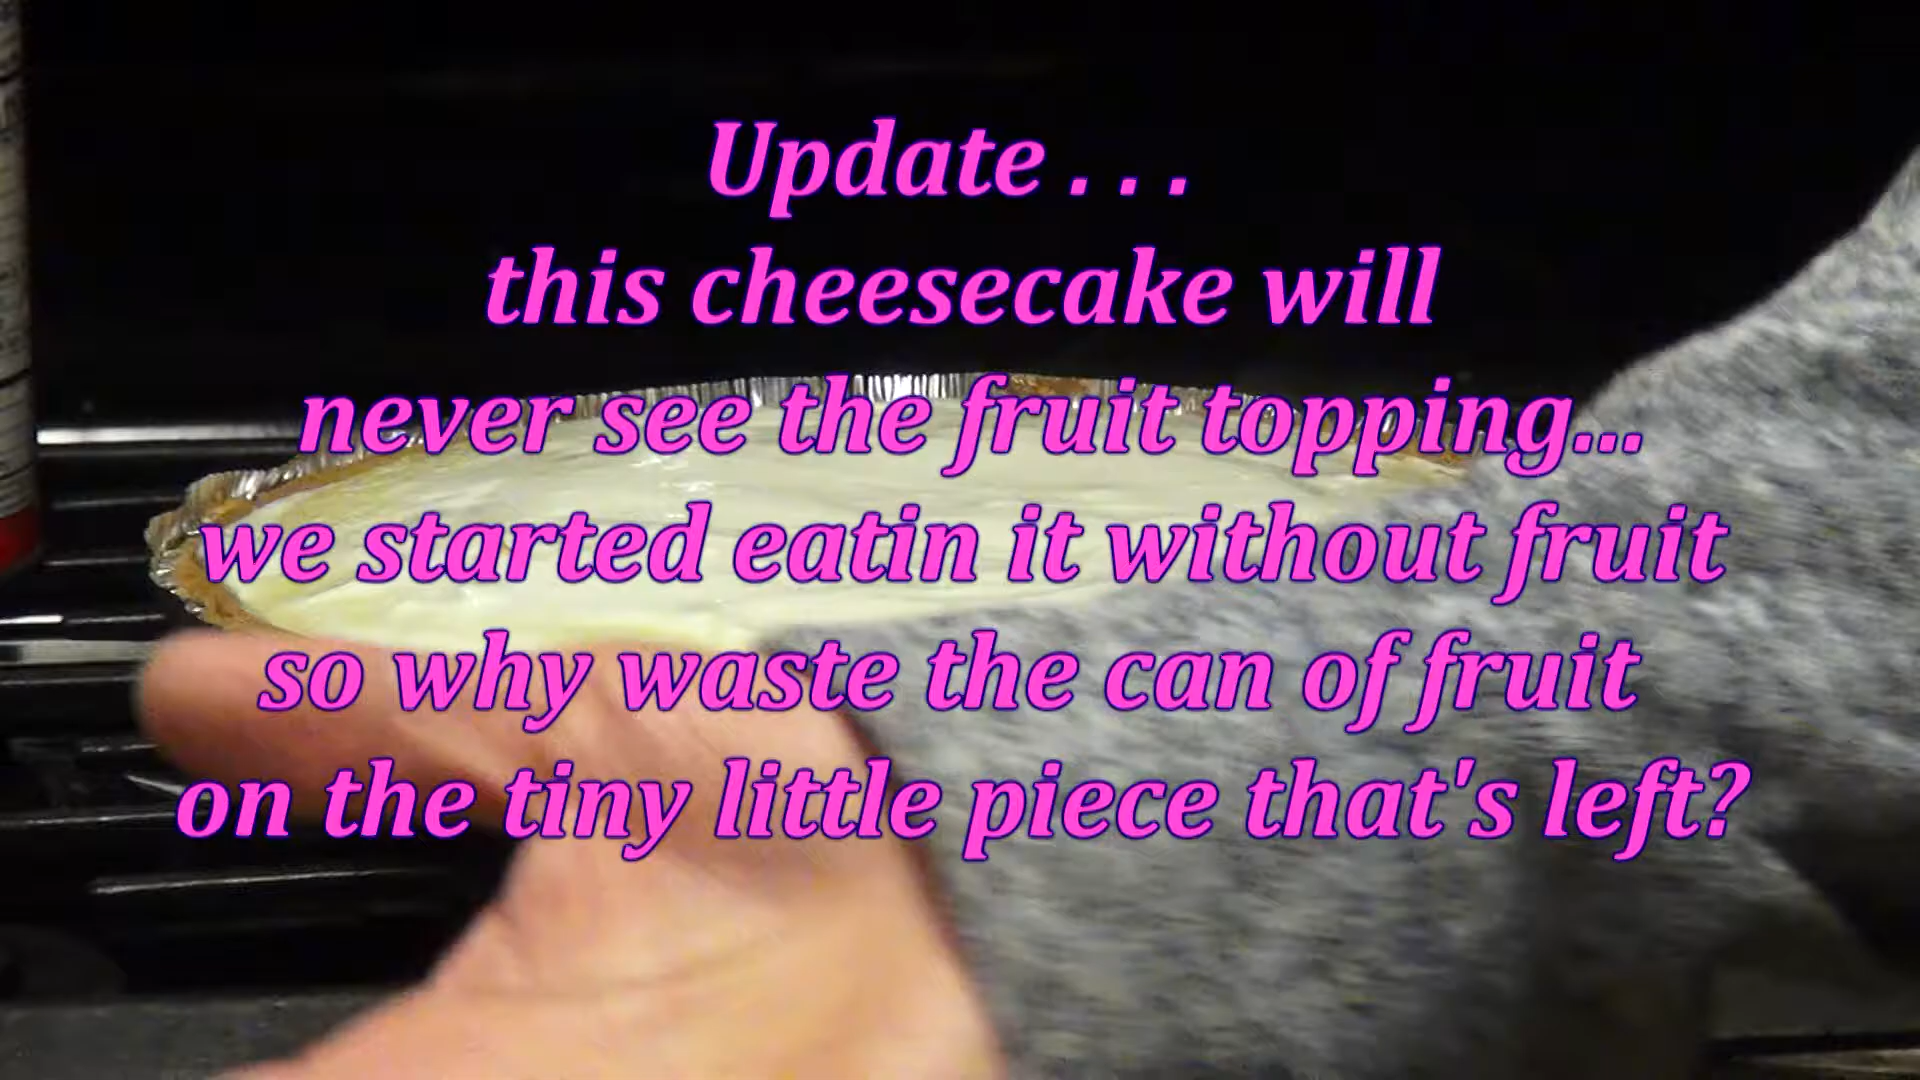 Update . . .
this cheesecake will
never see the fruit topping...
we started eatin it without fruit
so why waste the can of fruit
on the tiny little piece that's left?